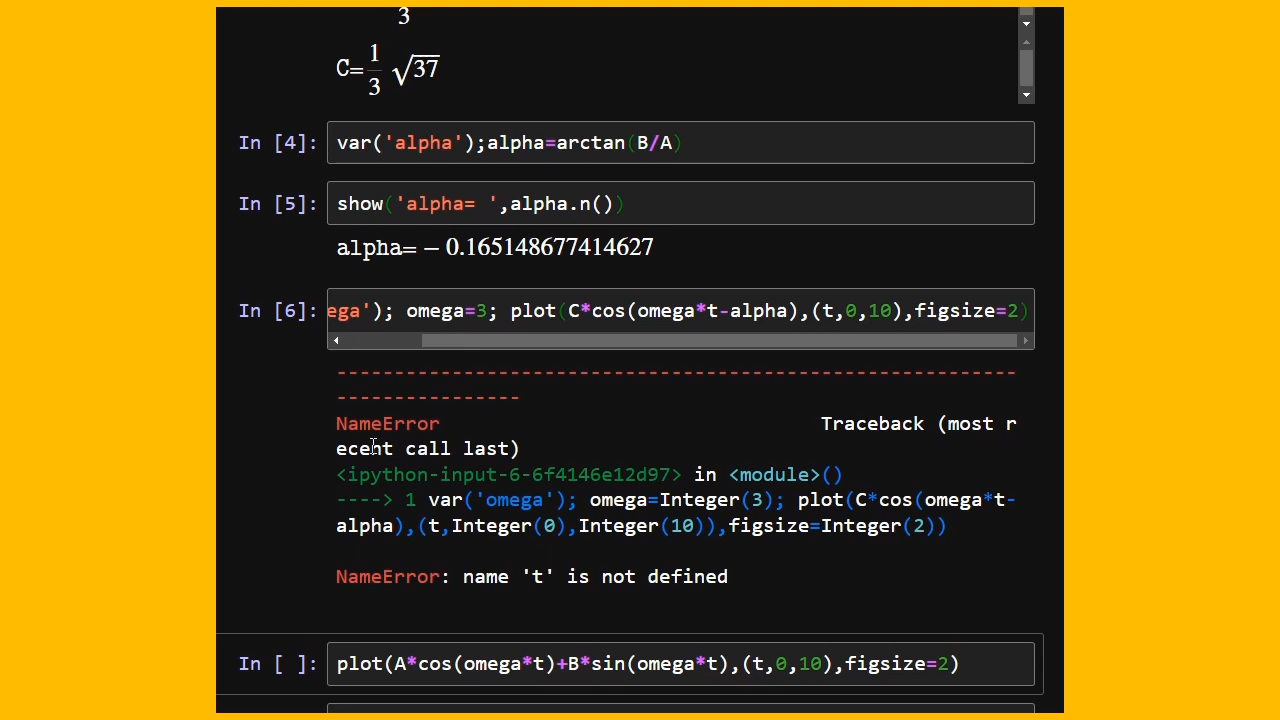 3
C= 1/3 √37
In [4]: var('alpha');alpha=arctan(B/A)
In [5]: show('alpha= ',alpha.n())
alpha= − 0.165148677414627
In [6]: ega'); omega=3; plot(C*cos(omega*t-alpha),(t,0,10),figsize=2)
-----------------------------------------------------------
----------------
NameError Traceback (most r
ecent call last)
<ipython-input-6-6f4146e12d97> in <module>()
----> 1 var('omega'); omega=Integer(3); plot(C*cos(omega*t-
alpha),(t,Integer(0),Integer(10)),figsize=Integer(2))
NameError: name 't' is not defined
In [ ]: plot(A*cos(omega*t)+B*sin(omega*t),(t,0,10),figsize=2)